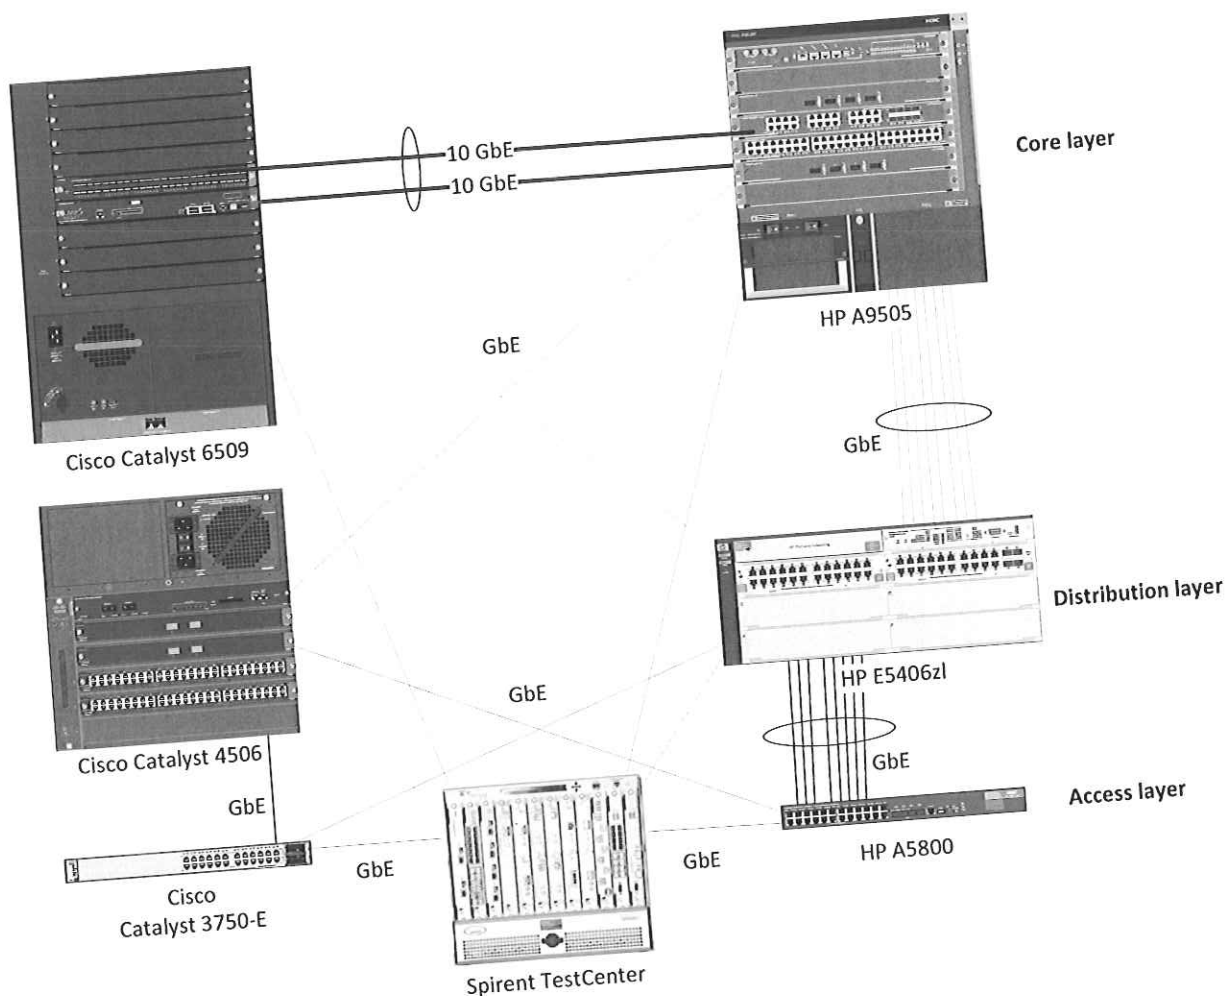 10 GbE
10 GbE
Core layer
HP A9505
GbE
Cisco Catalyst 6509
GbE
Distribution layer
HP E5406zl
GbE
Cisco Catalyst 4506
GbE
GbE
Access layer
HP A5800
GbE
GbE
Cisco
Catalyst 3750-E
Spirent TestCenter